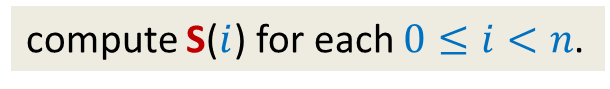 compute S(i) for each 0 ≤ i < n.